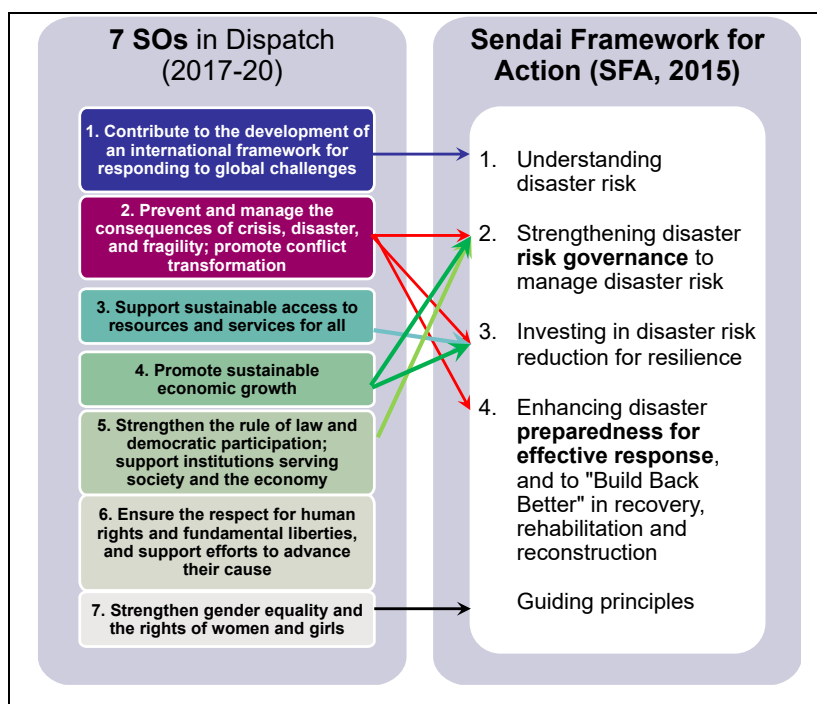 7 SOs in Dispatch
(2017-20)
1. Contribute to the development of
an international framework for
responding to global challenges
2. Prevent and manage the
consequences of crisis, disaster,
and fragility; promote conflict
transformation
3. Support sustainable access to
resources and services for all
4. Promote sustainable
economic growth
5. Strengthen the rule of law and
democratic participation;
support institutions serving
society and the economy
6. Ensure the respect for human
rights and fundamental liberties,
and support efforts to advance
their cause
7. Strengthen gender equality and
the rights of women and girls
Sendai Framework for
Action (SFA, 2015)
1. Understanding
disaster risk
2. Strengthening disaster
risk governance to
manage disaster risk
3. Investing in disaster risk
reduction for resilience
4. Enhancing disaster
preparedness for
effective response,
and to "Build Back
Better" in recovery,
rehabilitation and
reconstruction
Guiding principles